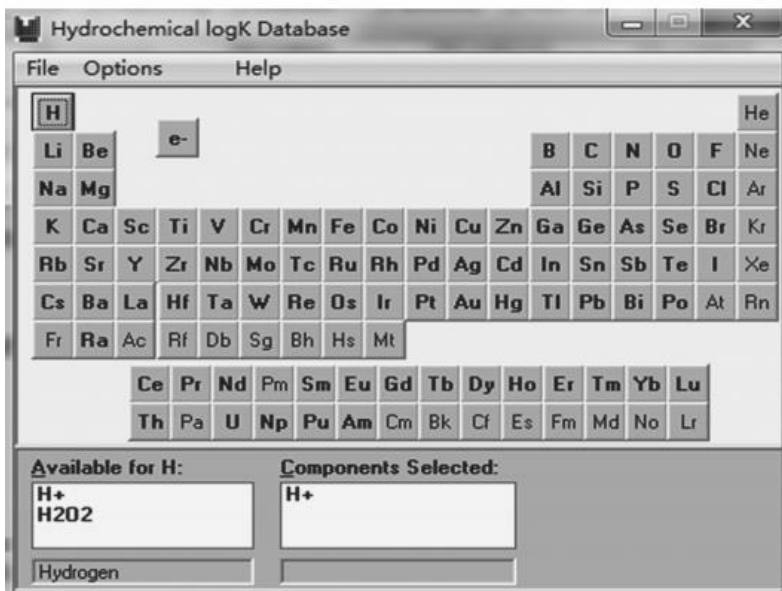 Hydrochemical logK Database
File Options Help
H He
Li Be e- B C N O F Ne
Na Mg Al Si P S Cl Ar
K Ca Sc Ti V Cr Mn Fe Co Ni Cu Zn Ga Ge As Se Br Kr
Rb Sr Y Zr Nb Mo Tc Ru Rh Pd Ag Cd In Sn Sb Te I Xe
Cs Ba La Hf Ta W Re Os Ir Pt Au Hg Tl Pb Bi Po At Rn
Fr Ra Ac Rf Db Sg Bh Hs Mt
Ce Pr Nd Pm Sm Eu Gd Tb Dy Ho Er Tm Yb Lu
Th Pa U Np Pu Am Cm Bk Cf Es Fm Md No Lr
Available for H: Components Selected:
H+ H+
H2O2
Hydrogen